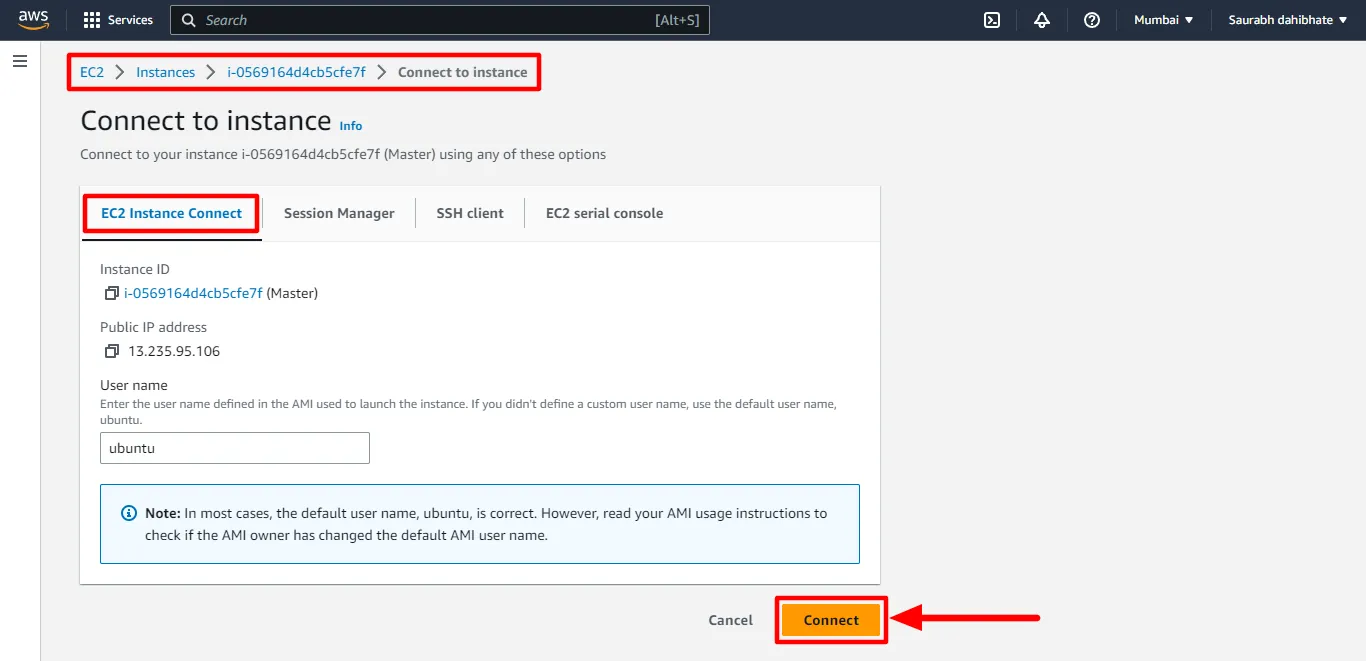 aws Services Search [Alt+S] Mumbai Saurabh dahibhate
EC2 Instances i-0569164d4cb5cfe7f Connect to instance
Connect to instance Info
Connect to your instance i-0569164d4cb5cfe7f (Master) using any of these options
EC2 Instance Connect Session Manager SSH client EC2 serial console
Instance ID
i-0569164d4cb5cfe7f (Master)
Public IP address
13.235.95.106
User name
Enter the user name defined in the AMI used to launch the instance. If you didn't define a custom user name, use the default user name,
ubuntu.
ubuntu
Note: In most cases, the default user name, ubuntu, is correct. However, read your AMI usage instructions to
check if the AMI owner has changed the default AMI user name.
Cancel Connect